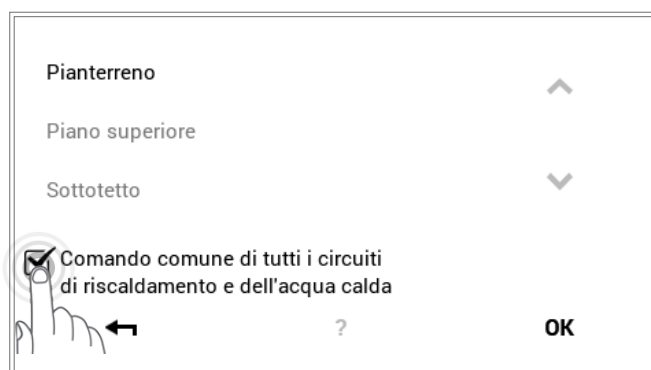 Pianterreno
Piano superiore
Sottotetto
Comando comune di tutti i circuiti
di riscaldamento e dell'acqua calda
?
OK